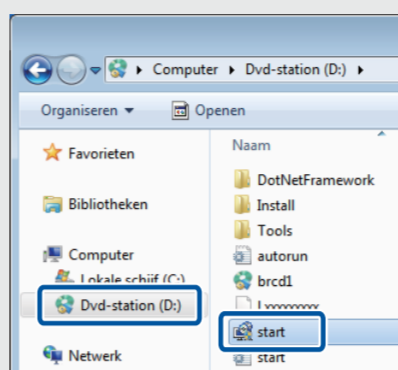 Computer ▸ Dvd-station (D:) ▸
Organiseren Openen
Favorieten
Bibliotheken
Computer
Lokale schijf (C:)
Dvd-station (D:)
Netwerk
Naam
DotNetFramework
Install
Tools
autorun
brcd1
Lxxxxxxxx
start
start